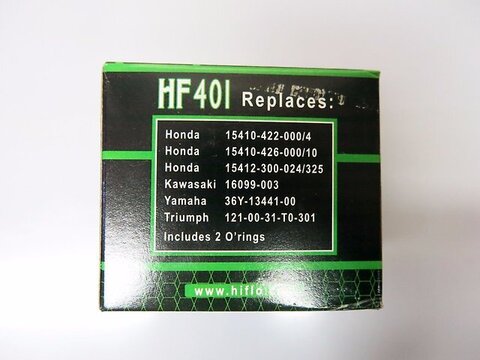 HF401 Replaces:
Honda 15410-422-000/4
Honda 15410-426-000/10
Honda 15412-300-024/325
Kawasaki 16099-003
Yamaha 36Y-13441-00
Triumph 121-00-31-T0-301
Includes 2 O'rings